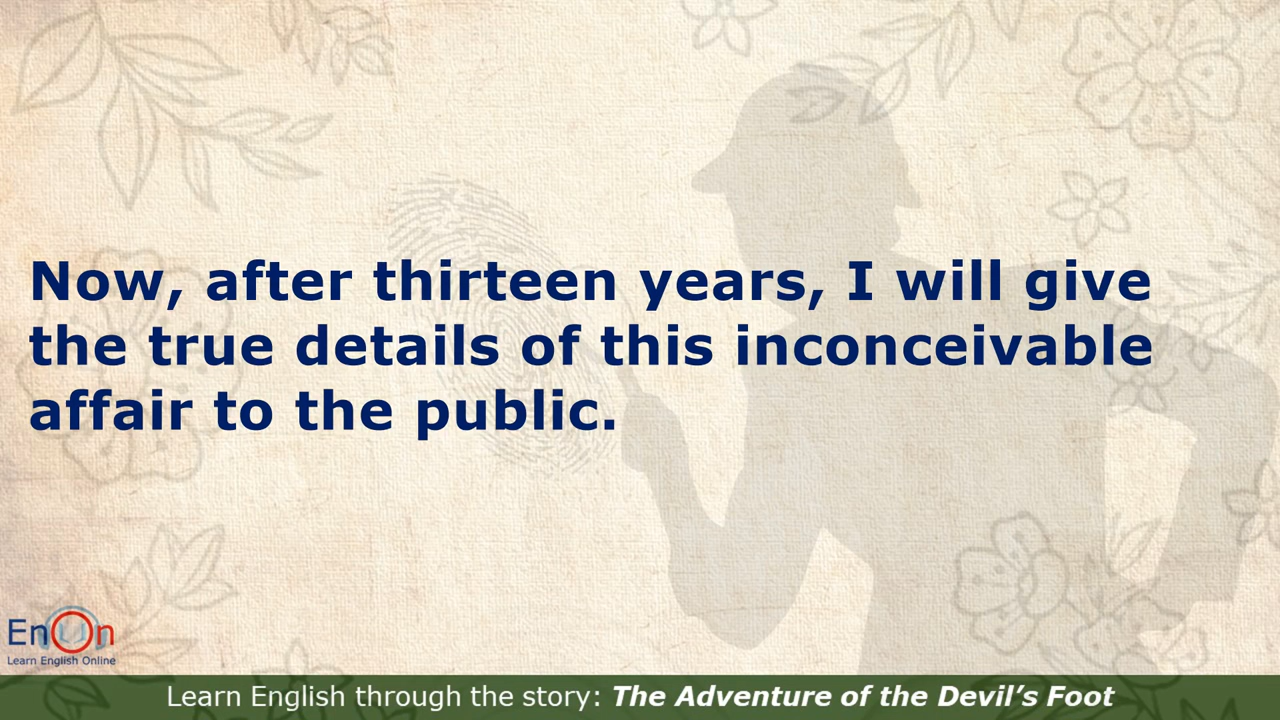 Now, after thirteen years, I will give
the true details of this inconceivable
affair to the public.
EnOn
Learn English Online
Learn English through the story: The Adventure of the Devil’s Foot